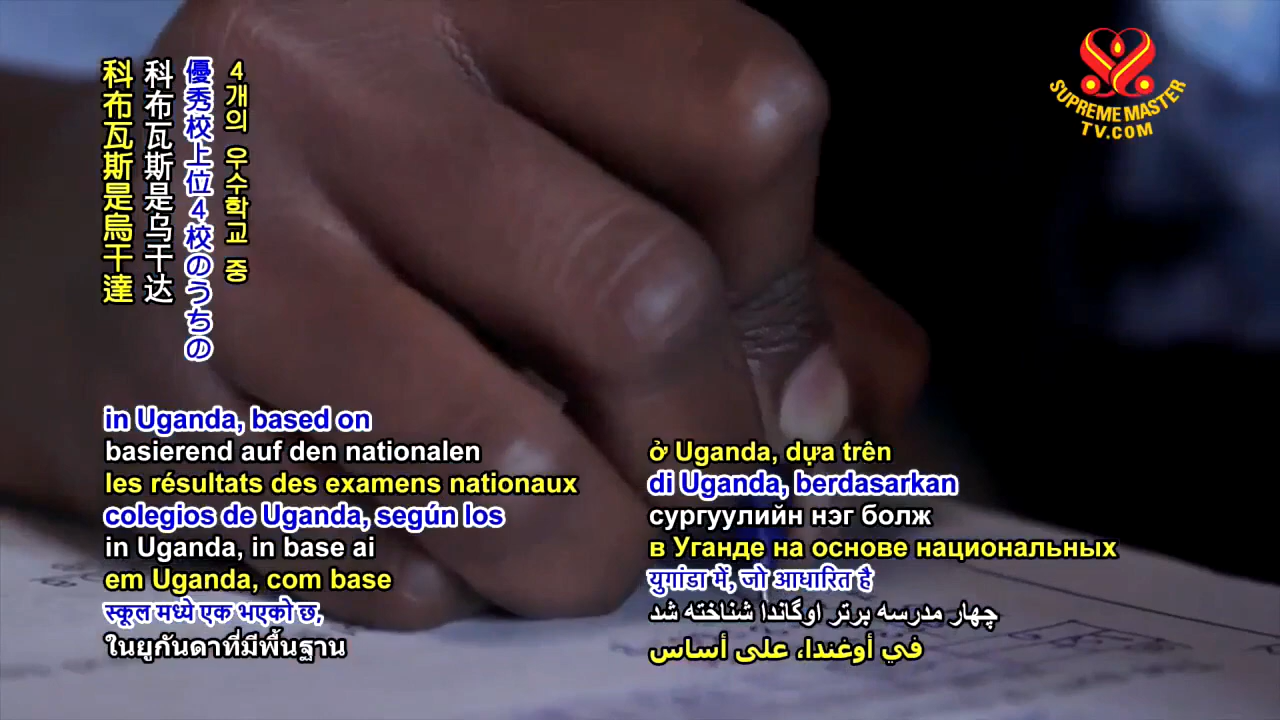 科布瓦斯是烏干達
科布瓦斯是乌干达
優秀校上位4校のうちの
4개의 우수학교 중
SUPREME MASTER
TV.COM
in Uganda, based on
basierend auf den nationalen
les résultats des examens nationaux
colegios de Uganda, según los
in Uganda, in base ai
em Uganda, com base
स्कूल मध्ये एक भएको छ,
ในยูกันดาที่มีพื้นฐาน
ở Uganda, dựa trên
di Uganda, berdasarkan
сургуулийн нэг болж
в Уганде на основе национальных
युगांडा में, जो आधारित है
چهار مدرسه برتر اوگاندا شناخته شد
في أوغندا، على أساس